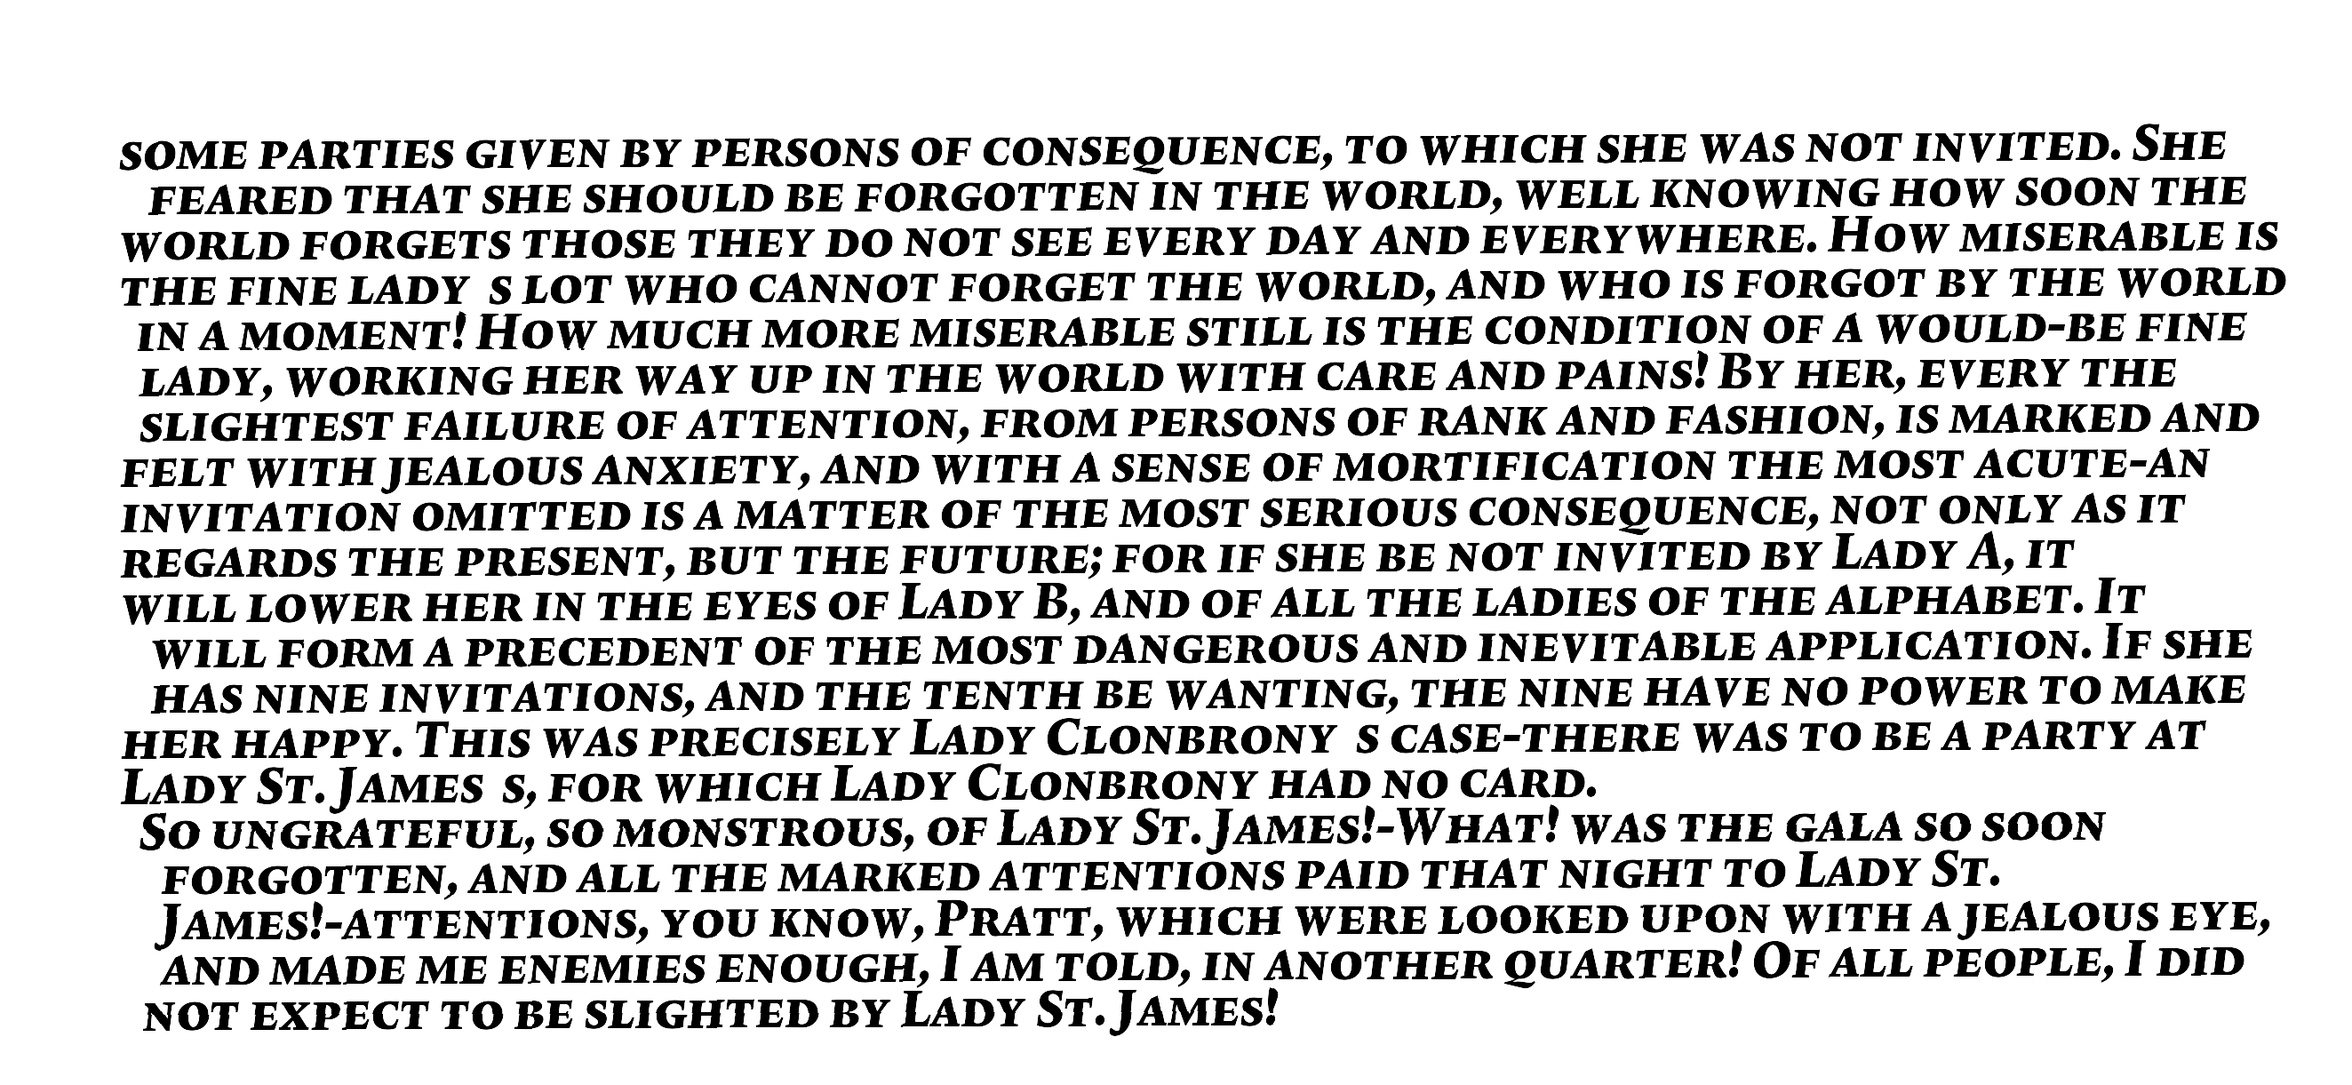 some parties given by persons of consequence, to which she was not invited. She
feared that she should be forgotten in the world, well knowing how soon the
world forgets those they do not see every day and everywhere. How miserable is
the fine lady s lot who cannot forget the world, and who is forgot by the world
in a moment! How much more miserable still is the condition of a would-be fine
lady, working her way up in the world with care and pains! By her, every the
slightest failure of attention, from persons of rank and fashion, is marked and
felt with jealous anxiety, and with a sense of mortification the most acute-an
invitation omitted is a matter of the most serious consequence, not only as it
regards the present, but the future; for if she be not invited by Lady A, it
will lower her in the eyes of Lady B, and of all the ladies of the alphabet. It
will form a precedent of the most dangerous and inevitable application. If she
has nine invitations, and the tenth be wanting, the nine have no power to make
her happy. This was precisely Lady Clonbrony s case-there was to be a party at
Lady St. James s, for which Lady Clonbrony had no card.
So ungrateful, so monstrous, of Lady St. James!-What! was the gala so soon
forgotten, and all the marked attentions paid that night to Lady St.
James!-attentions, you know, Pratt, which were looked upon with a jealous eye,
and made me enemies enough, I am told, in another quarter! Of all people, I did
not expect to be slighted by Lady St. James!